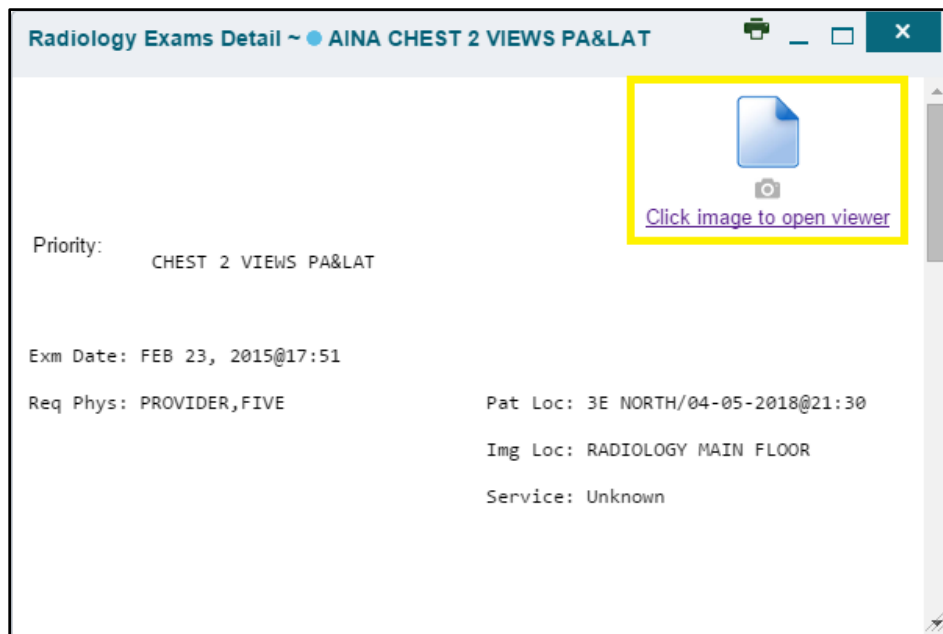 Radiology Exams Detail ~ AINA CHEST 2 VIEWS PA&LAT
Click image to open viewer
Priority:
CHEST 2 VIEWS PA&LAT
Exm Date: FEB 23, 2015@17:51
Req Phys: PROVIDER,FIVE Pat Loc: 3E NORTH/04-05-2018@21:30
Img Loc: RADIOLOGY MAIN FLOOR
Service: Unknown